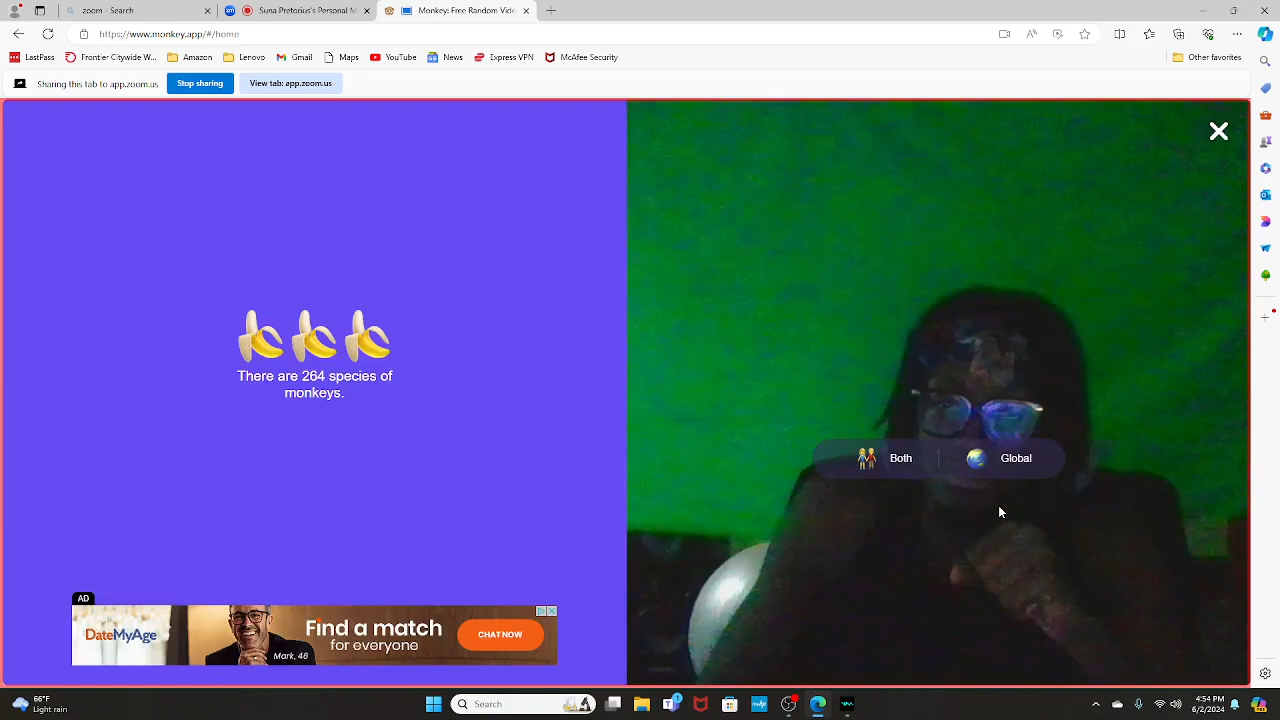 zoom - Search
Suna Pretorius's Personal M
Monkey: Free Random Vide
https://www.monkey.app/#/home
LastPass
Frontier Citywide W...
Amazon
Lenovo
Gmail
Maps
YouTube
News
Express VPN
McAfee Security
Other favorites
Sharing this tab to app.zoom.us
Stop sharing
View tab: app.zoom.us
There are 264 species of
monkeys.
Both
Global
AD
DateMyAge
Mark, 46
Find a match
for everyone
CHAT NOW
66°F
Light rain
Search
4:54 PM
6/2/2024